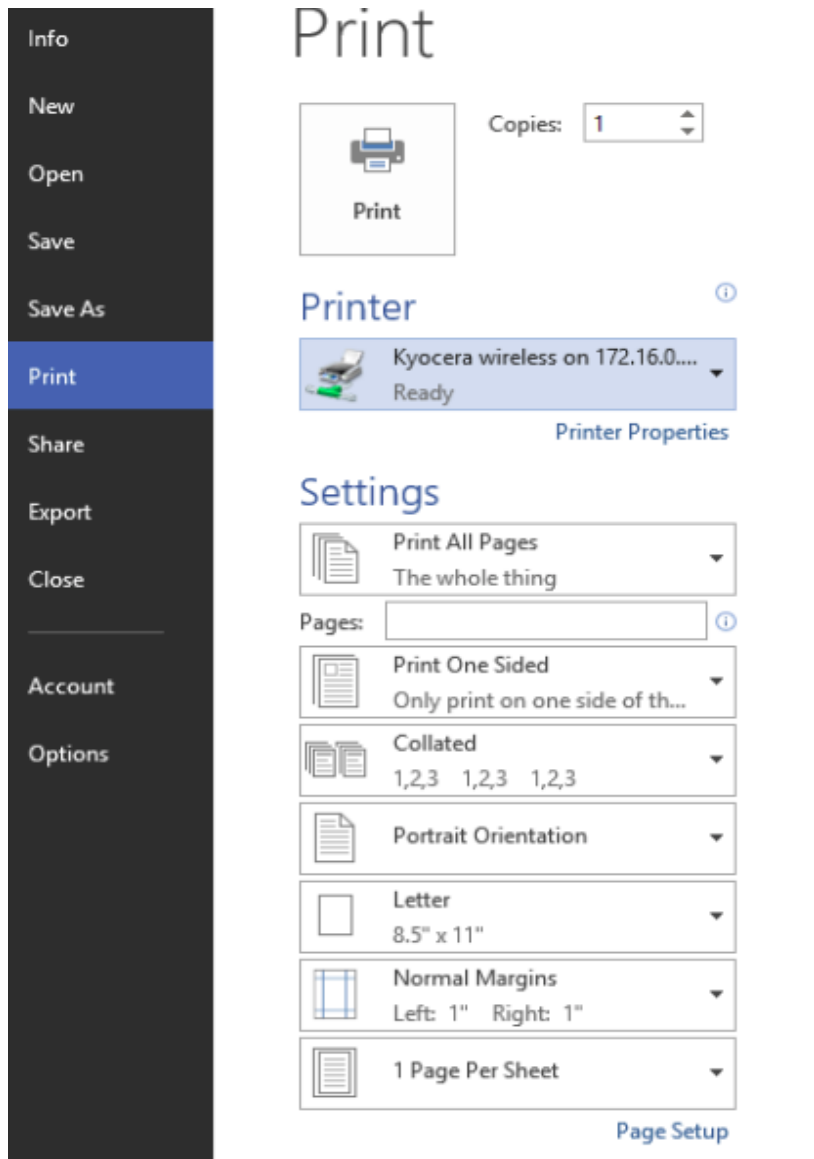 Info
New
Open
Save
Save As
Print
Share
Export
Close
Account
Options
Print
Copies: 1
Print
Printer
Kyocera wireless on 172.16.0....
Ready
Printer Properties
Settings
Print All Pages
The whole thing
Pages:
Print One Sided
Only print on one side of th...
Collated
1,2,3 1,2,3 1,2,3
Portrait Orientation
Letter
8.5" x 11"
Normal Margins
Left: 1" Right: 1"
1 Page Per Sheet
Page Setup